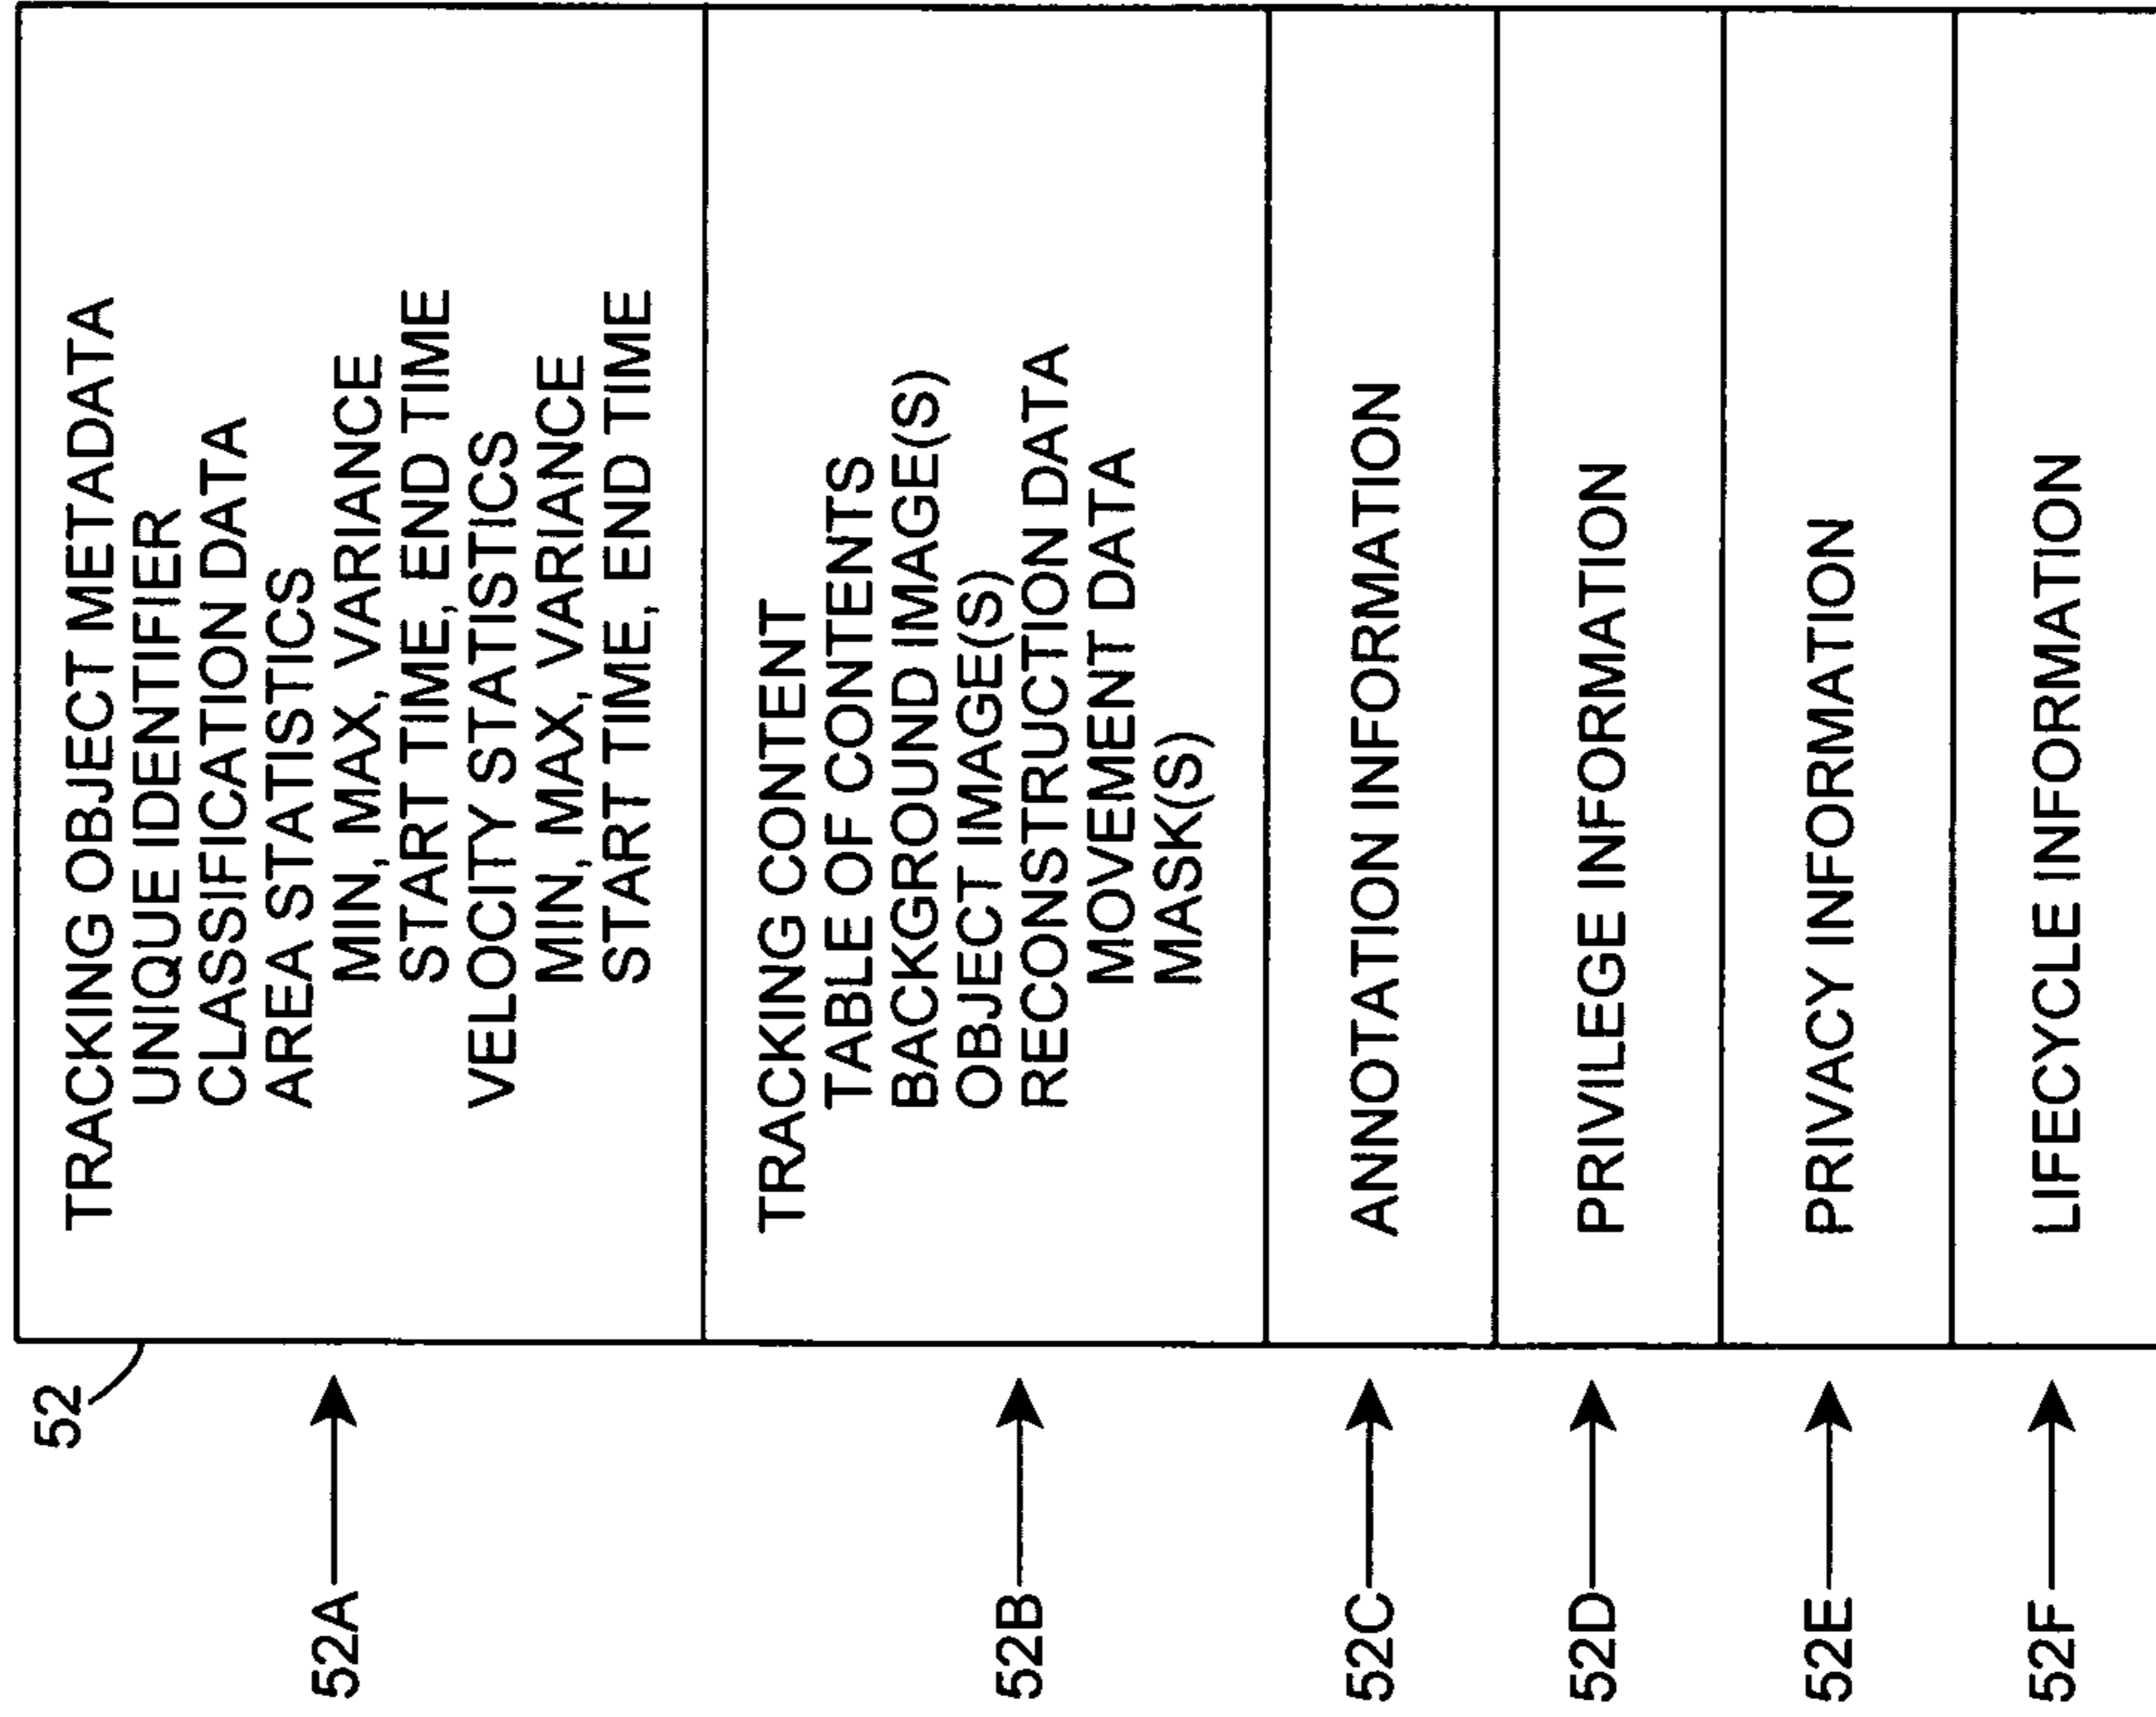 52
52A
TRACKING OBJECT METADATA
UNIQUE IDENTIFIER
CLASSIFICATION DATA
AREA STATISTICS
MIN, MAX, VARIANCE
START TIME, END TIME
VELOCITY STATISTICS
MIN, MAX, VARIANCE
START TIME, END TIME
52B
TRACKING CONTENT
TABLE OF CONTENTS
BACKGROUND IMAGE(S)
OBJECT IMAGE(S)
RECONSTRUCTION DATA
MOVEMENT DATA
MASK(S)
52C
ANNOTATION INFORMATION
52D
PRIVILEGE INFORMATION
52E
PRIVACY INFORMATION
52F
LIFECYCLE INFORMATION